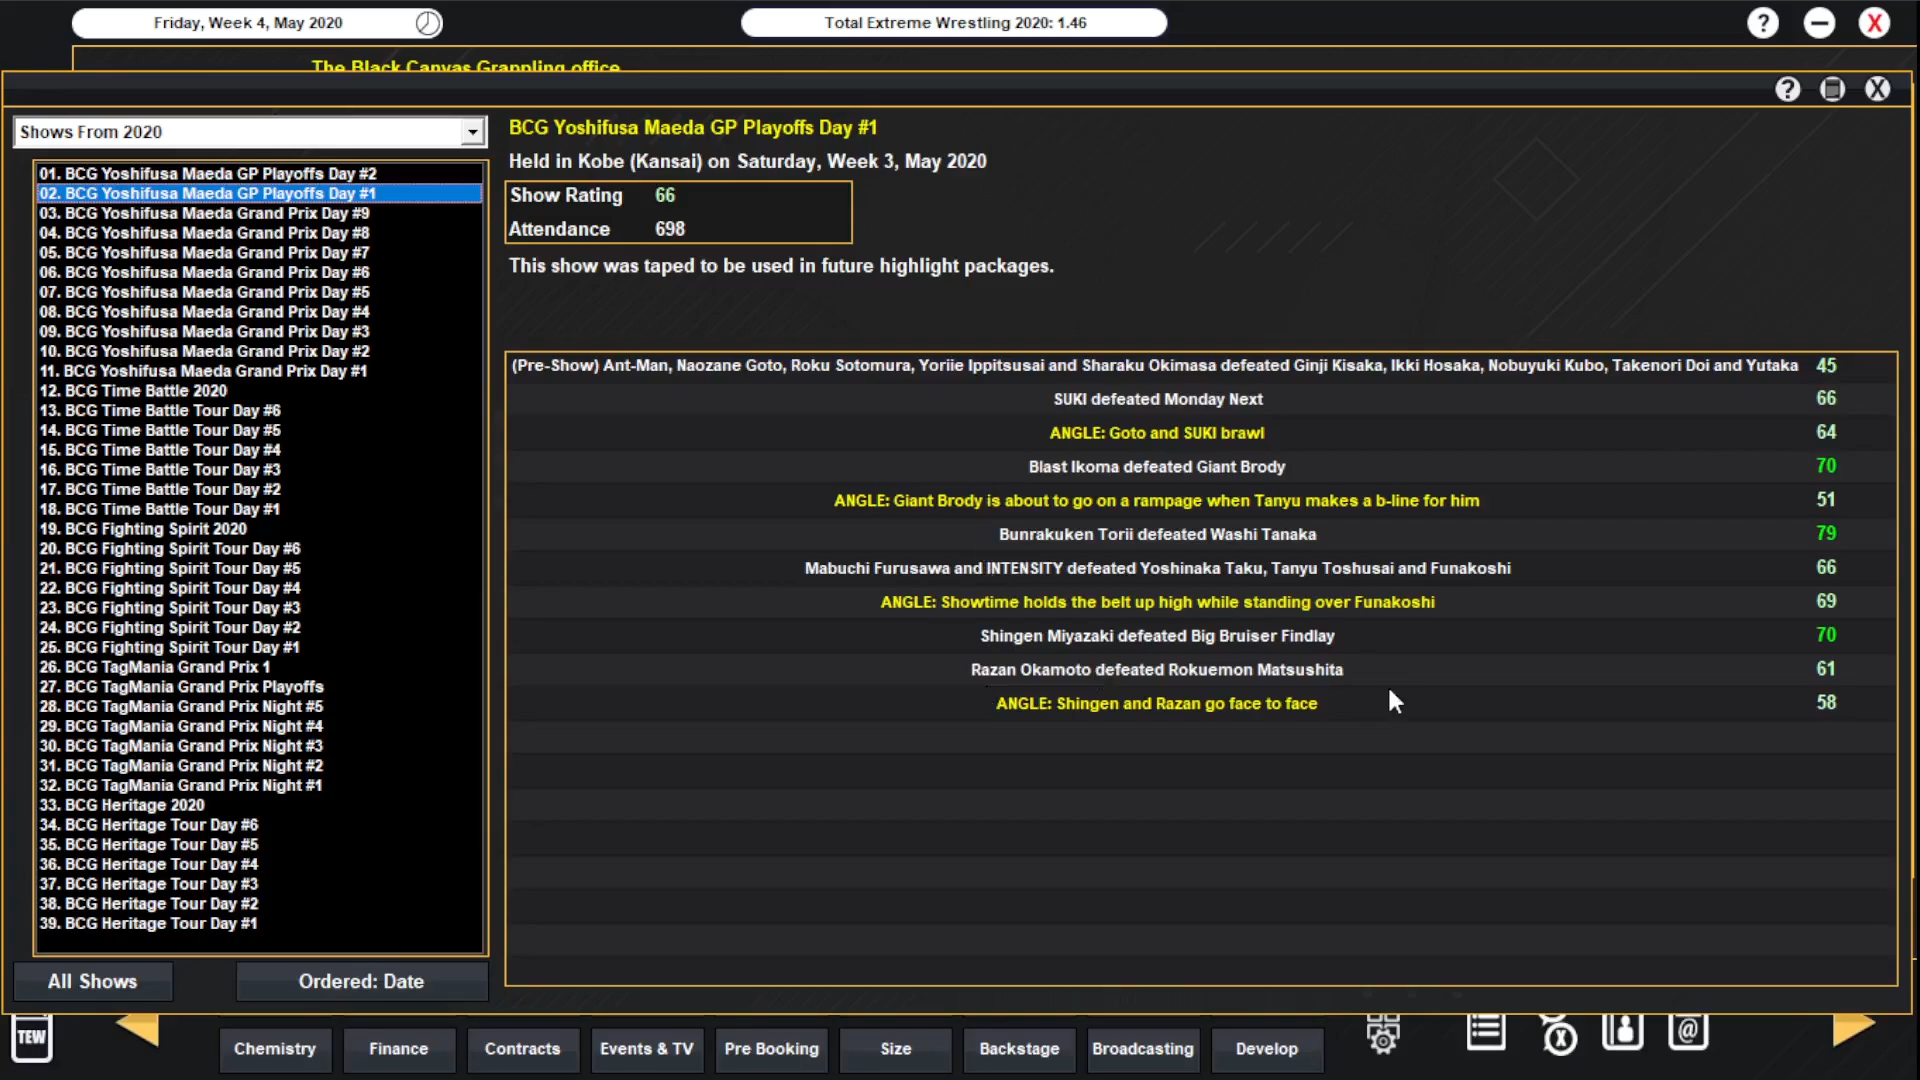 Friday, Week 4, May 2020
Total Extreme Wrestling 2020: 1.46
?
X
The Black Canvas Grappling office
?
X
Shows From 2020
01. BCG Yoshifusa Maeda GP Playoffs Day #2
02. BCG Yoshifusa Maeda GP Playoffs Day #1
03. BCG Yoshifusa Maeda Grand Prix Day #9
04. BCG Yoshifusa Maeda Grand Prix Day #8
05. BCG Yoshifusa Maeda Grand Prix Day #7
06. BCG Yoshifusa Maeda Grand Prix Day #6
07. BCG Yoshifusa Maeda Grand Prix Day #5
08. BCG Yoshifusa Maeda Grand Prix Day #4
09. BCG Yoshifusa Maeda Grand Prix Day #3
10. BCG Yoshifusa Maeda Grand Prix Day #2
11. BCG Yoshifusa Maeda Grand Prix Day #1
12. BCG Time Battle 2020
13. BCG Time Battle Tour Day #6
14. BCG Time Battle Tour Day #5
15. BCG Time Battle Tour Day #4
16. BCG Time Battle Tour Day #3
17. BCG Time Battle Tour Day #2
18. BCG Time Battle Tour Day #1
19. BCG Fighting Spirit 2020
20. BCG Fighting Spirit Tour Day #6
21. BCG Fighting Spirit Tour Day #5
22. BCG Fighting Spirit Tour Day #4
23. BCG Fighting Spirit Tour Day #3
24. BCG Fighting Spirit Tour Day #2
25. BCG Fighting Spirit Tour Day #1
26. BCG TagMania Grand Prix 1
27. BCG TagMania Grand Prix Playoffs
28. BCG TagMania Grand Prix Night #5
29. BCG TagMania Grand Prix Night #4
30. BCG TagMania Grand Prix Night #3
31. BCG TagMania Grand Prix Night #2
32. BCG TagMania Grand Prix Night #1
33. BCG Heritage 2020
34. BCG Heritage Tour Day #6
35. BCG Heritage Tour Day #5
36. BCG Heritage Tour Day #4
37. BCG Heritage Tour Day #3
38. BCG Heritage Tour Day #2
39. BCG Heritage Tour Day #1
All Shows
Ordered: Date
BCG Yoshifusa Maeda GP Playoffs Day #1
Held in Kobe (Kansai) on Saturday, Week 3, May 2020
Show Rating 66
Attendance 698
This show was taped to be used in future highlight packages.
(Pre-Show) Ant-Man, Naozane Goto, Roku Sotomura, Yoriie Ippitsusai and Sharaku Okimasa defeated Ginji Kisaka, Ikki Hosaka, Nobuyuki Kubo, Takenori Doi and Yutaka 45
SUKI defeated Monday Next 66
ANGLE: Goto and SUKI brawl 64
Blast Ikoma defeated Giant Brody 70
ANGLE: Giant Brody is about to go on a rampage when Tanyu makes a b-line for him 51
Bunrakuken Torii defeated Washi Tanaka 79
Mabuchi Furusawa and INTENSITY defeated Yoshinaka Taku, Tanyu Toshusai and Funakoshi 66
ANGLE: Showtime holds the belt up high while standing over Funakoshi 69
Shingen Miyazaki defeated Big Bruiser Findlay 70
Razan Okamoto defeated Rokuemon Matsushita 61
ANGLE: Shingen and Razan go face to face 58
TEW
Chemistry
Finance
Contracts
Events & TV
Pre Booking
Size
Backstage
Broadcasting
Develop
X
@